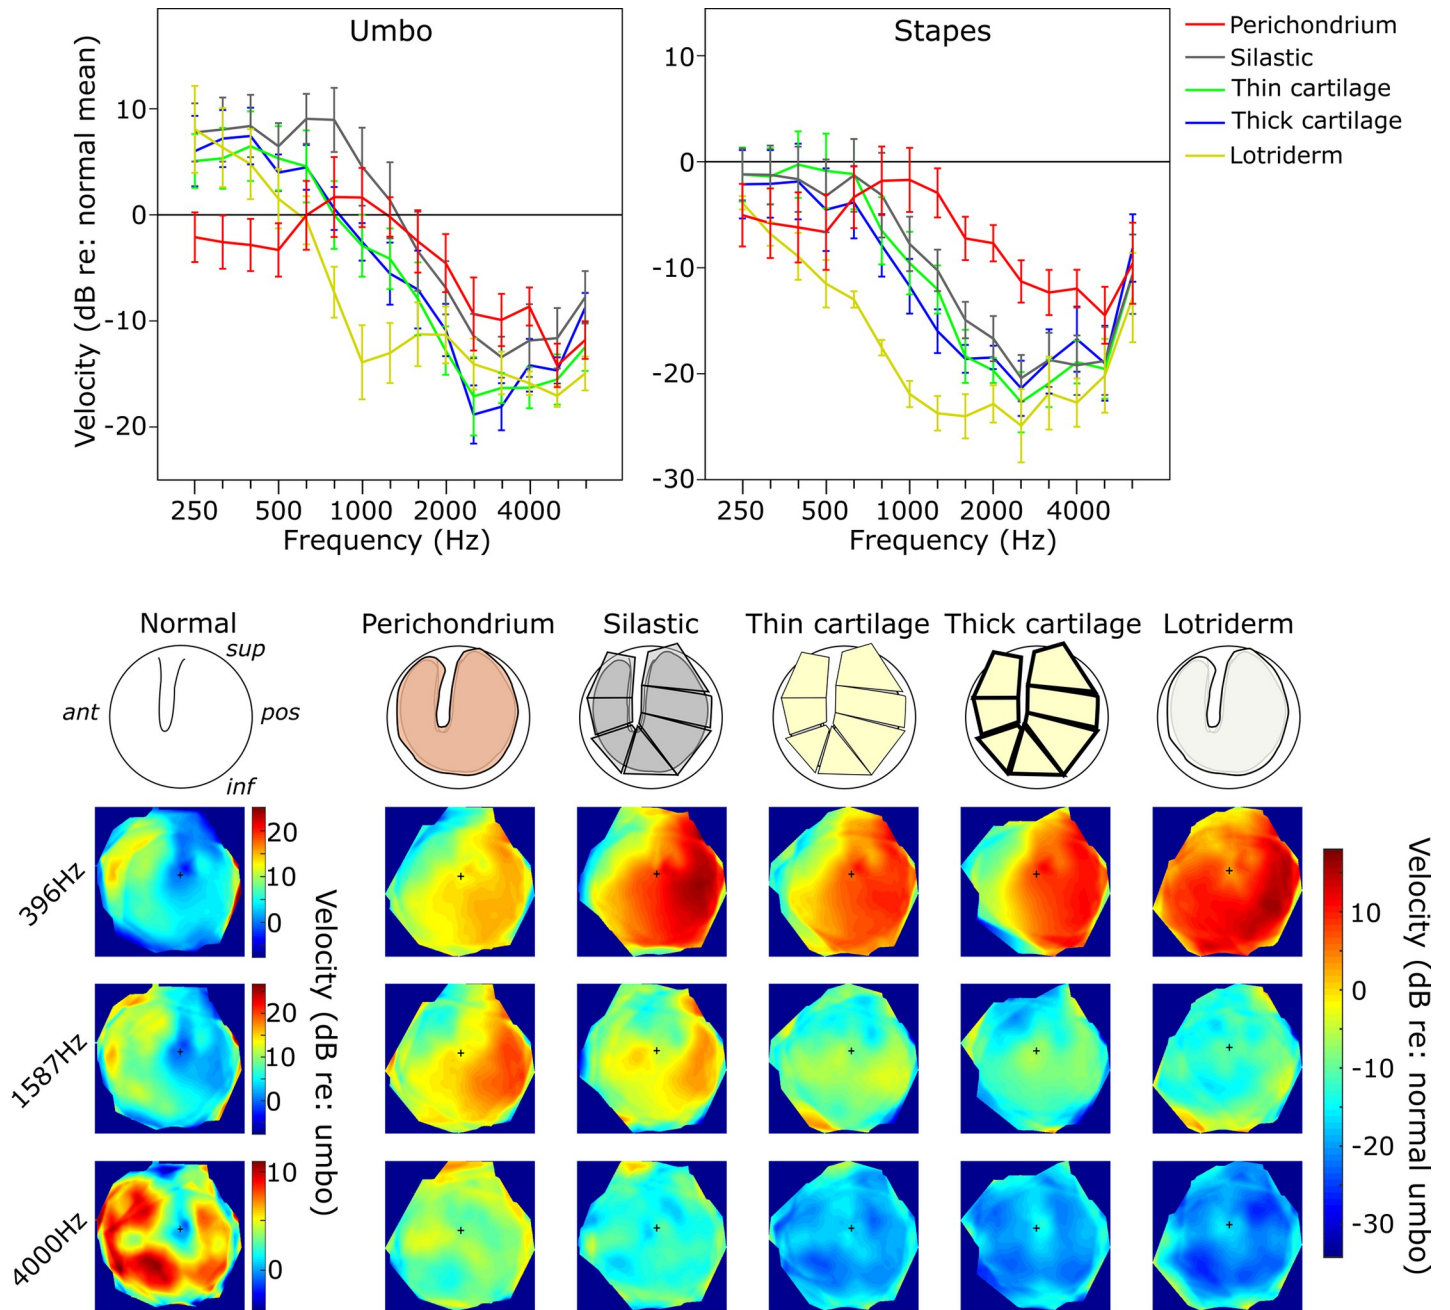 Umbo
Velocity (dB re: normal mean)
10
0
-10
-20
250 500 1000 2000 4000
Frequency (Hz)
Stapes
10
0
-10
-20
-30
250 500 1000 2000 4000
Frequency (Hz)
Perichondrium
Silastic
Thin cartilage
Thick cartilage
Lotriderm
Normal Perichondrium Silastic Thin cartilage Thick cartilage Lotriderm
sup
ant pos
inf
396Hz
20
10
0
1587Hz
20
10
0
4000Hz
10
0
Velocity (dB re: umbo)
10
0
-10
-20
-30
Velocity (dB re: normal umbo)